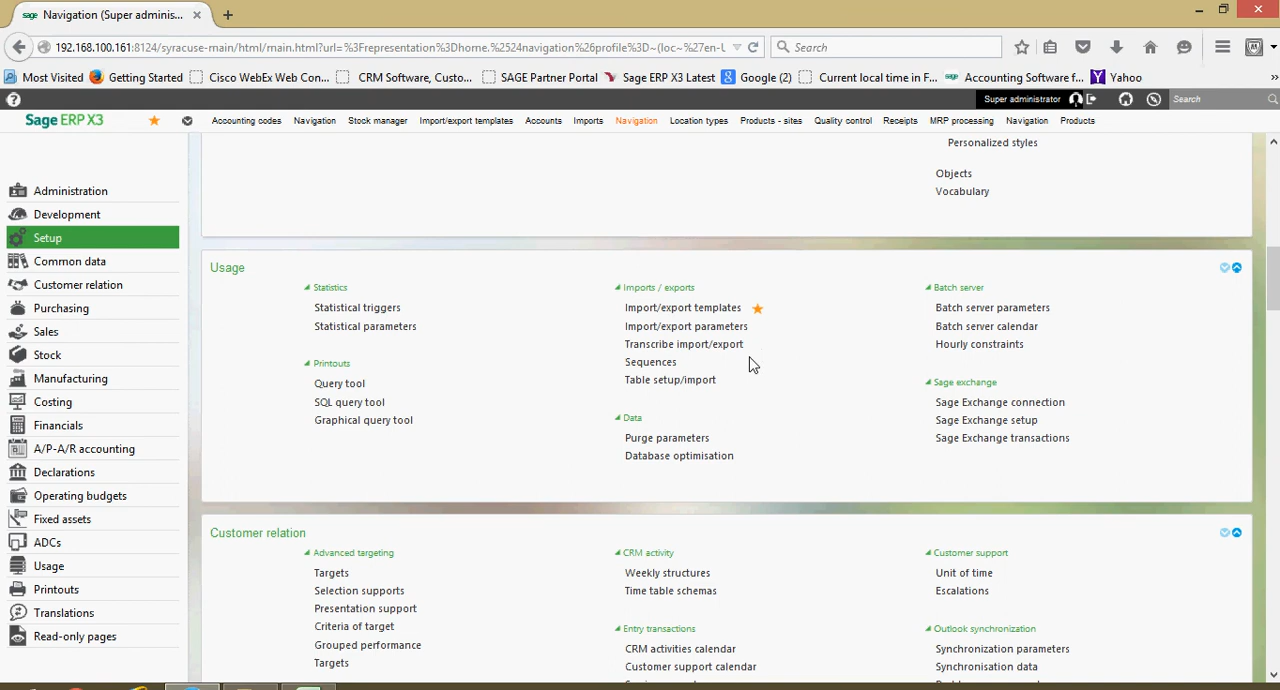 sage Navigation (Super adminis...
192.168.100.161:8124/syracuse-main/html/main.html?url=%3Frepresentation%3Dhome.%2524navigation%26profile%3D~(loc~%27en-U
Search
Most Visited Getting Started Cisco WebEx Web Con... CRM Software, Custo... SAGE Partner Portal Sage ERP X3 Latest Google (2) Current local time in F... sage Accounting Software f... Yahoo
Super administrator Search
Sage ERP X3 Accounting codes Navigation Stock manager Import/export templates Accounts Imports Navigation Location types Products - sites Quality control Receipts MRP processing Navigation Products
Administration
Development
Setup
Common data
Customer relation
Purchasing
Sales
Stock
Manufacturing
Costing
Financials
A/P-A/R accounting
Declarations
Operating budgets
Fixed assets
ADCs
Usage
Printouts
Translations
Read-only pages
Personalized styles
Objects
Vocabulary
Usage
Statistics
Statistical triggers
Statistical parameters
Printouts
Query tool
SQL query tool
Graphical query tool
Imports / exports
Import/export templates
Import/export parameters
Transcribe import/export
Sequences
Table setup/import
Data
Purge parameters
Database optimisation
Batch server
Batch server parameters
Batch server calendar
Hourly constraints
Sage exchange
Sage Exchange connection
Sage Exchange setup
Sage Exchange transactions
Customer relation
Advanced targeting
Targets
Selection supports
Presentation support
Criteria of target
Grouped performance
Targets
CRM activity
Weekly structures
Time table schemas
Entry transactions
CRM activities calendar
Customer support calendar
Customer support
Unit of time
Escalations
Outlook synchronization
Synchronization parameters
Synchronisation data